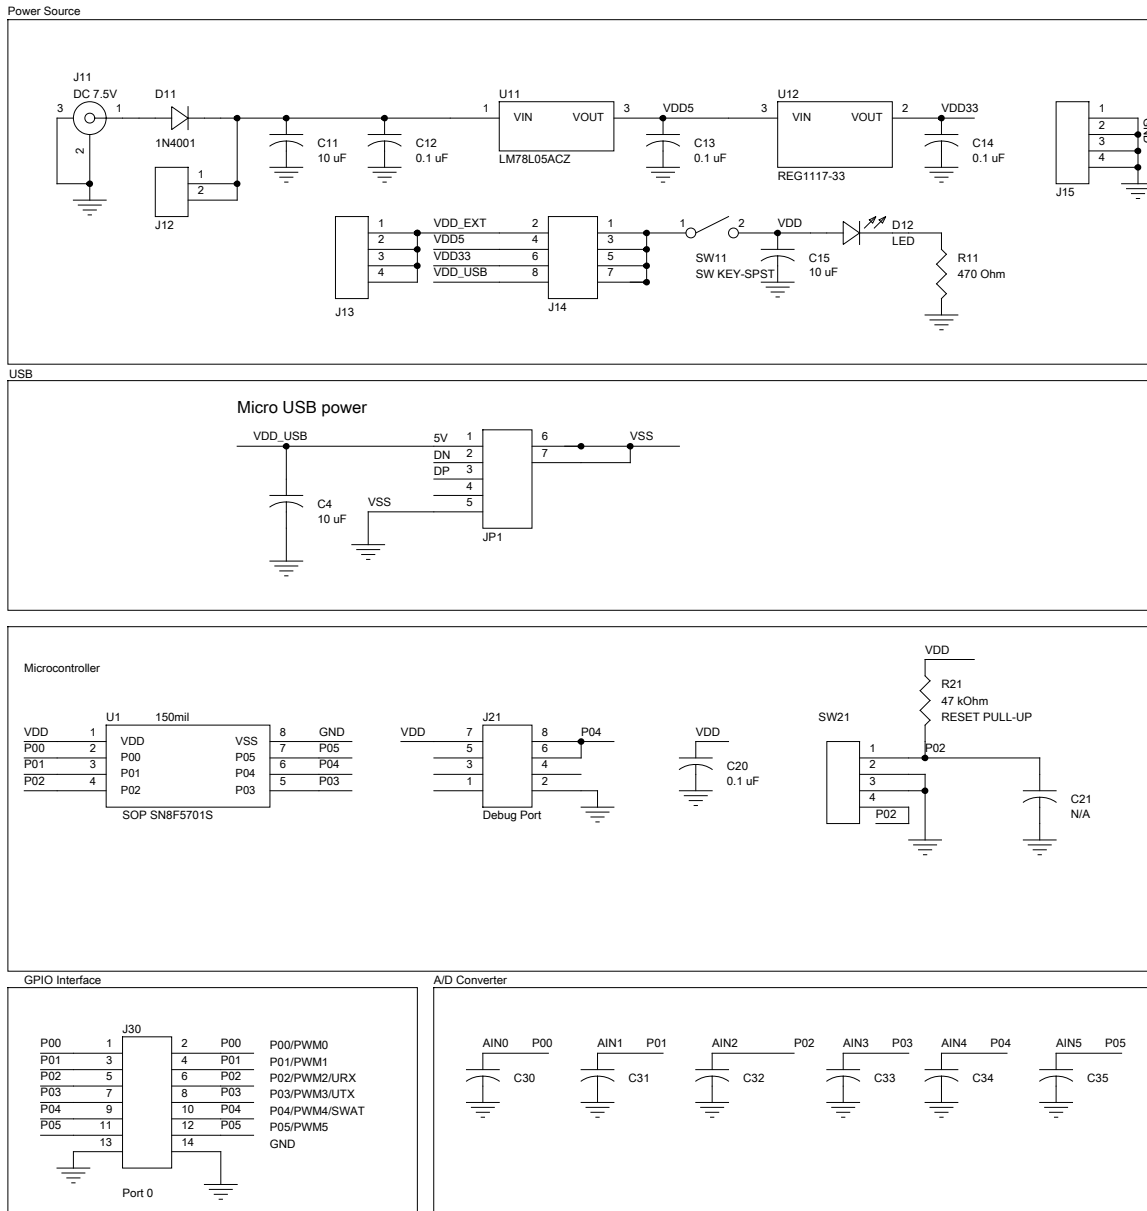 Power Source
J11
DC 7.5V
3
1
2
D11
1N4001
J12
1
2
C11
10 uF
C12
0.1 uF
U11
1
VIN
VOUT
3
LM78L05ACZ
VDD5
C13
0.1 uF
U12
3
VIN
VOUT
2
REG1117-33
VDD33
C14
0.1 uF
1
2
3
4
J15
GND
1
2
3
4
J13
VDD_EXT
VDD5
VDD33
VDD_USB
2
4
6
8
1
3
5
7
J14
1
2
SW11
SW KEY-SPST
VDD
C15
10 uF
D12
LED
R11
470 Ohm
USB
Micro USB power
VDD_USB
C4
10 uF
VSS
5V
DN
DP
1
2
3
4
5
6
7
JP1
VSS
Microcontroller
U1
150mil
VDD
1
VDD
VSS
8
GND
P00
2
P00
P05
7
P05
P01
3
P01
P04
6
P04
P02
4
P02
P03
5
P03
SOP SN8F5701S
J21
VDD
7
8
P04
5
6
3
4
1
2
Debug Port
VDD
C20
0.1 uF
SW21
1
2
3
4
P02
VDD
R21
47 kOhm
RESET PULL-UP
P02
C21
N/A
GPIO Interface
J30
P00
1
2
P00
P00/PWM0
P01
3
4
P01
P01/PWM1
P02
5
6
P02
P02/PWM2/URX
P03
7
8
P03
P03/PWM3/UTX
P04
9
10
P04
P04/PWM4/SWAT
P05
11
12
P05
P05/PWM5
13
14
GND
Port 0
A/D Converter
AIN0
P00
C30
AIN1
P01
C31
AIN2
P02
C32
AIN3
P03
C33
AIN4
P04
C34
AIN5
P05
C35